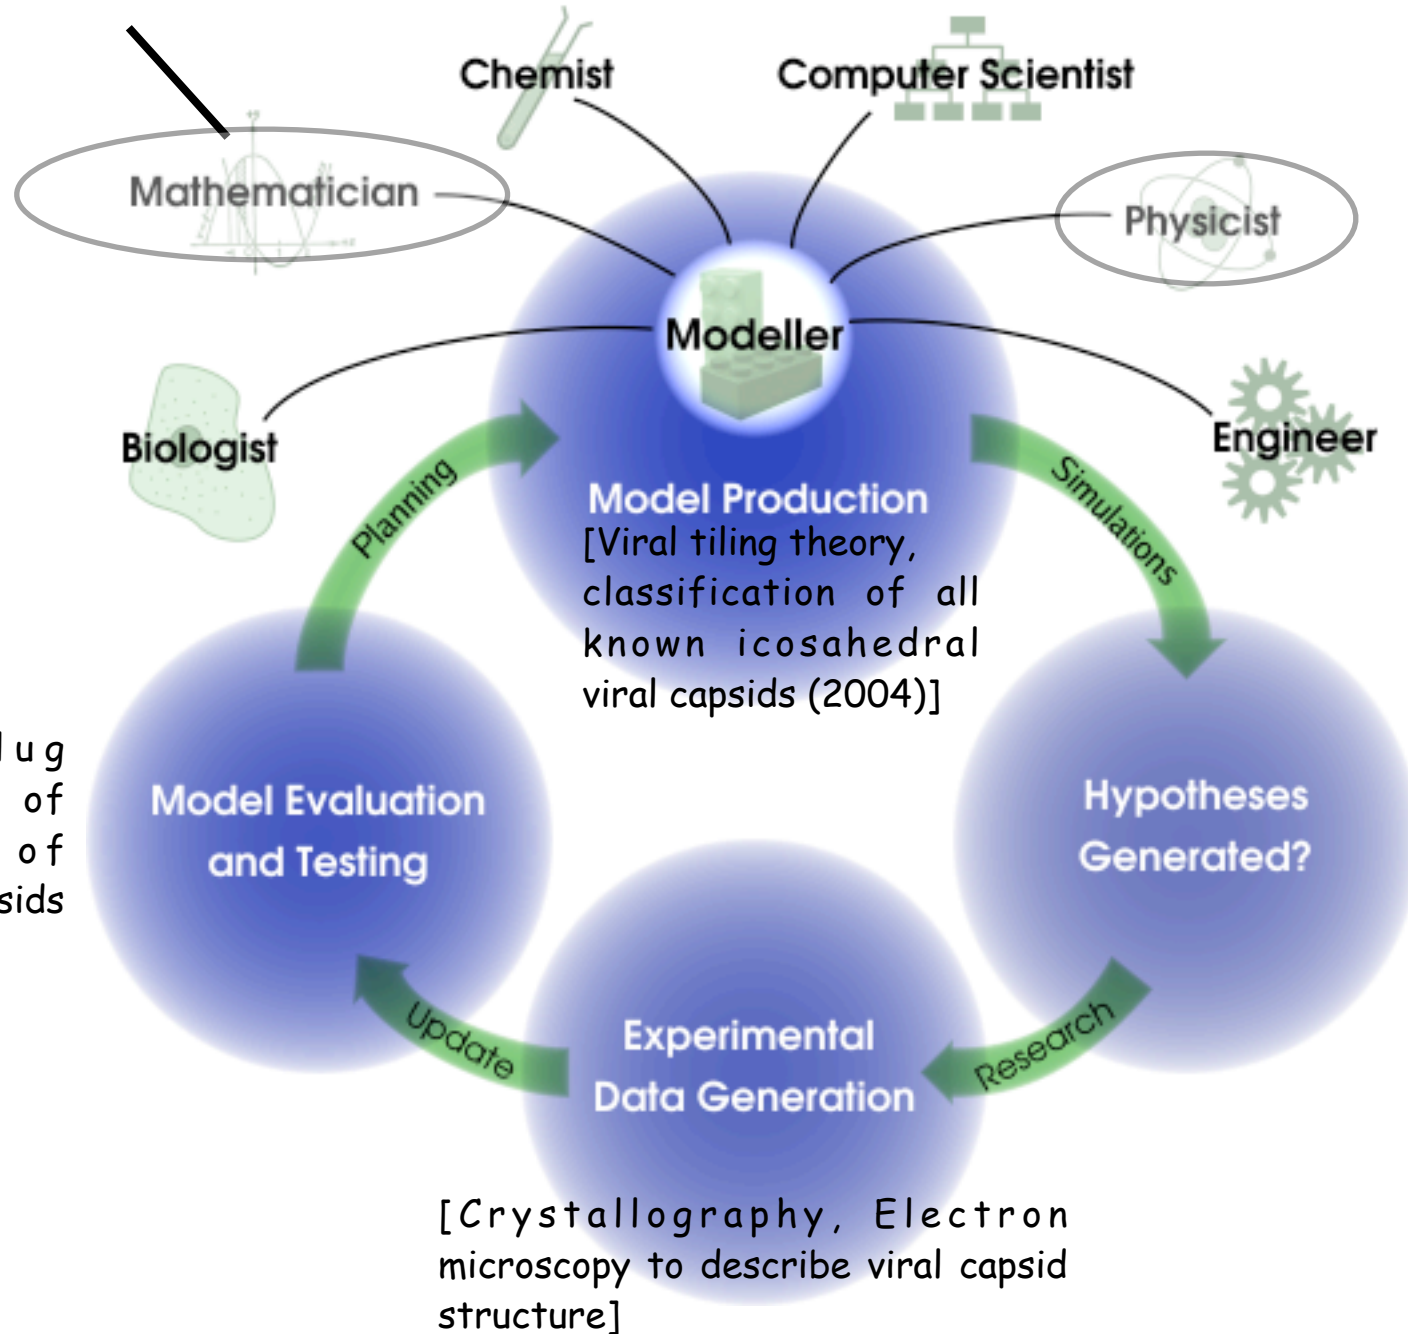 Chemist
Computer Scientist
Mathematician
Physicist
Modeller
Biologist
Engineer
Planning
Simulations
Model Production
[Viral tiling theory,
classification of all
known icosahedral
viral capsids (2004)]
lug
of
of
sids
Model Evaluation
and Testing
Hypotheses
Generated?
Update
Research
Experimental
Data Generation
[Crystallography, Electron
microscopy to describe viral capsid
structure]